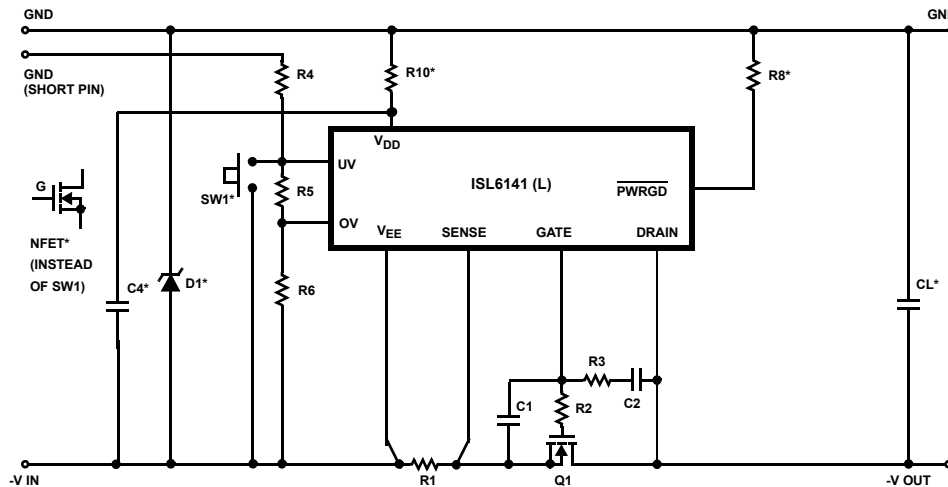 GND
GND
GND
(SHORT PIN)
R4
R10*
R8*
VDD
UV
ISL6141 (L)
PWRGD
SW1*
R5
OV
VEE
SENSE
GATE
DRAIN
G
NFET*
(INSTEAD
OF SW1)
C4*
D1*
R6
CL*
R3
C1
R2
C2
-V IN
R1
Q1
-V OUT